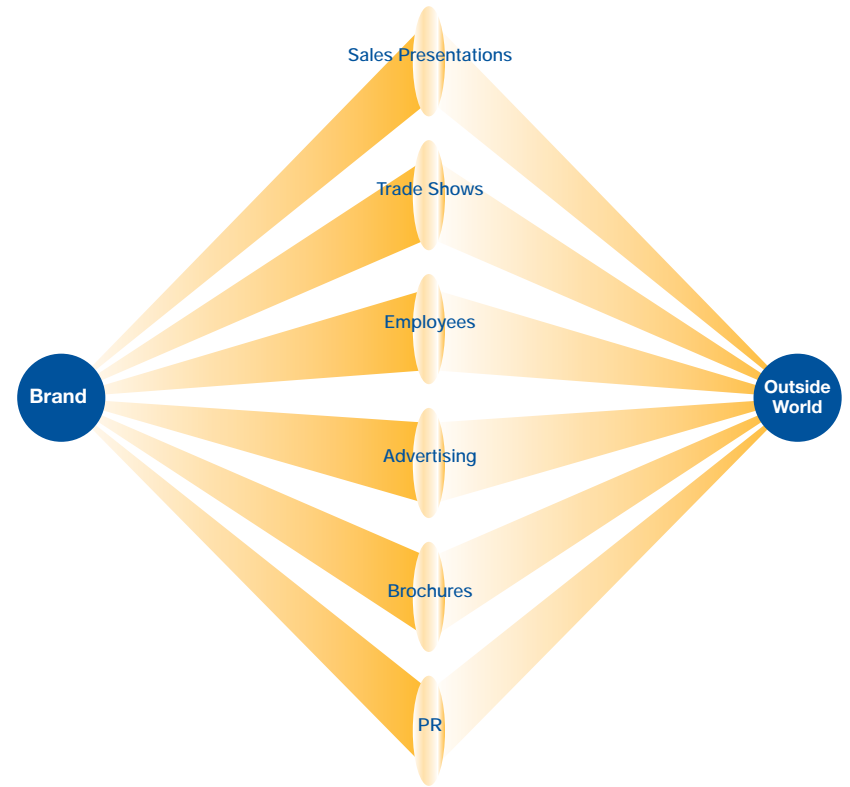 Sales Presentations
Trade Shows
Employees
Brand
Outside
World
Advertising
Brochures
PR